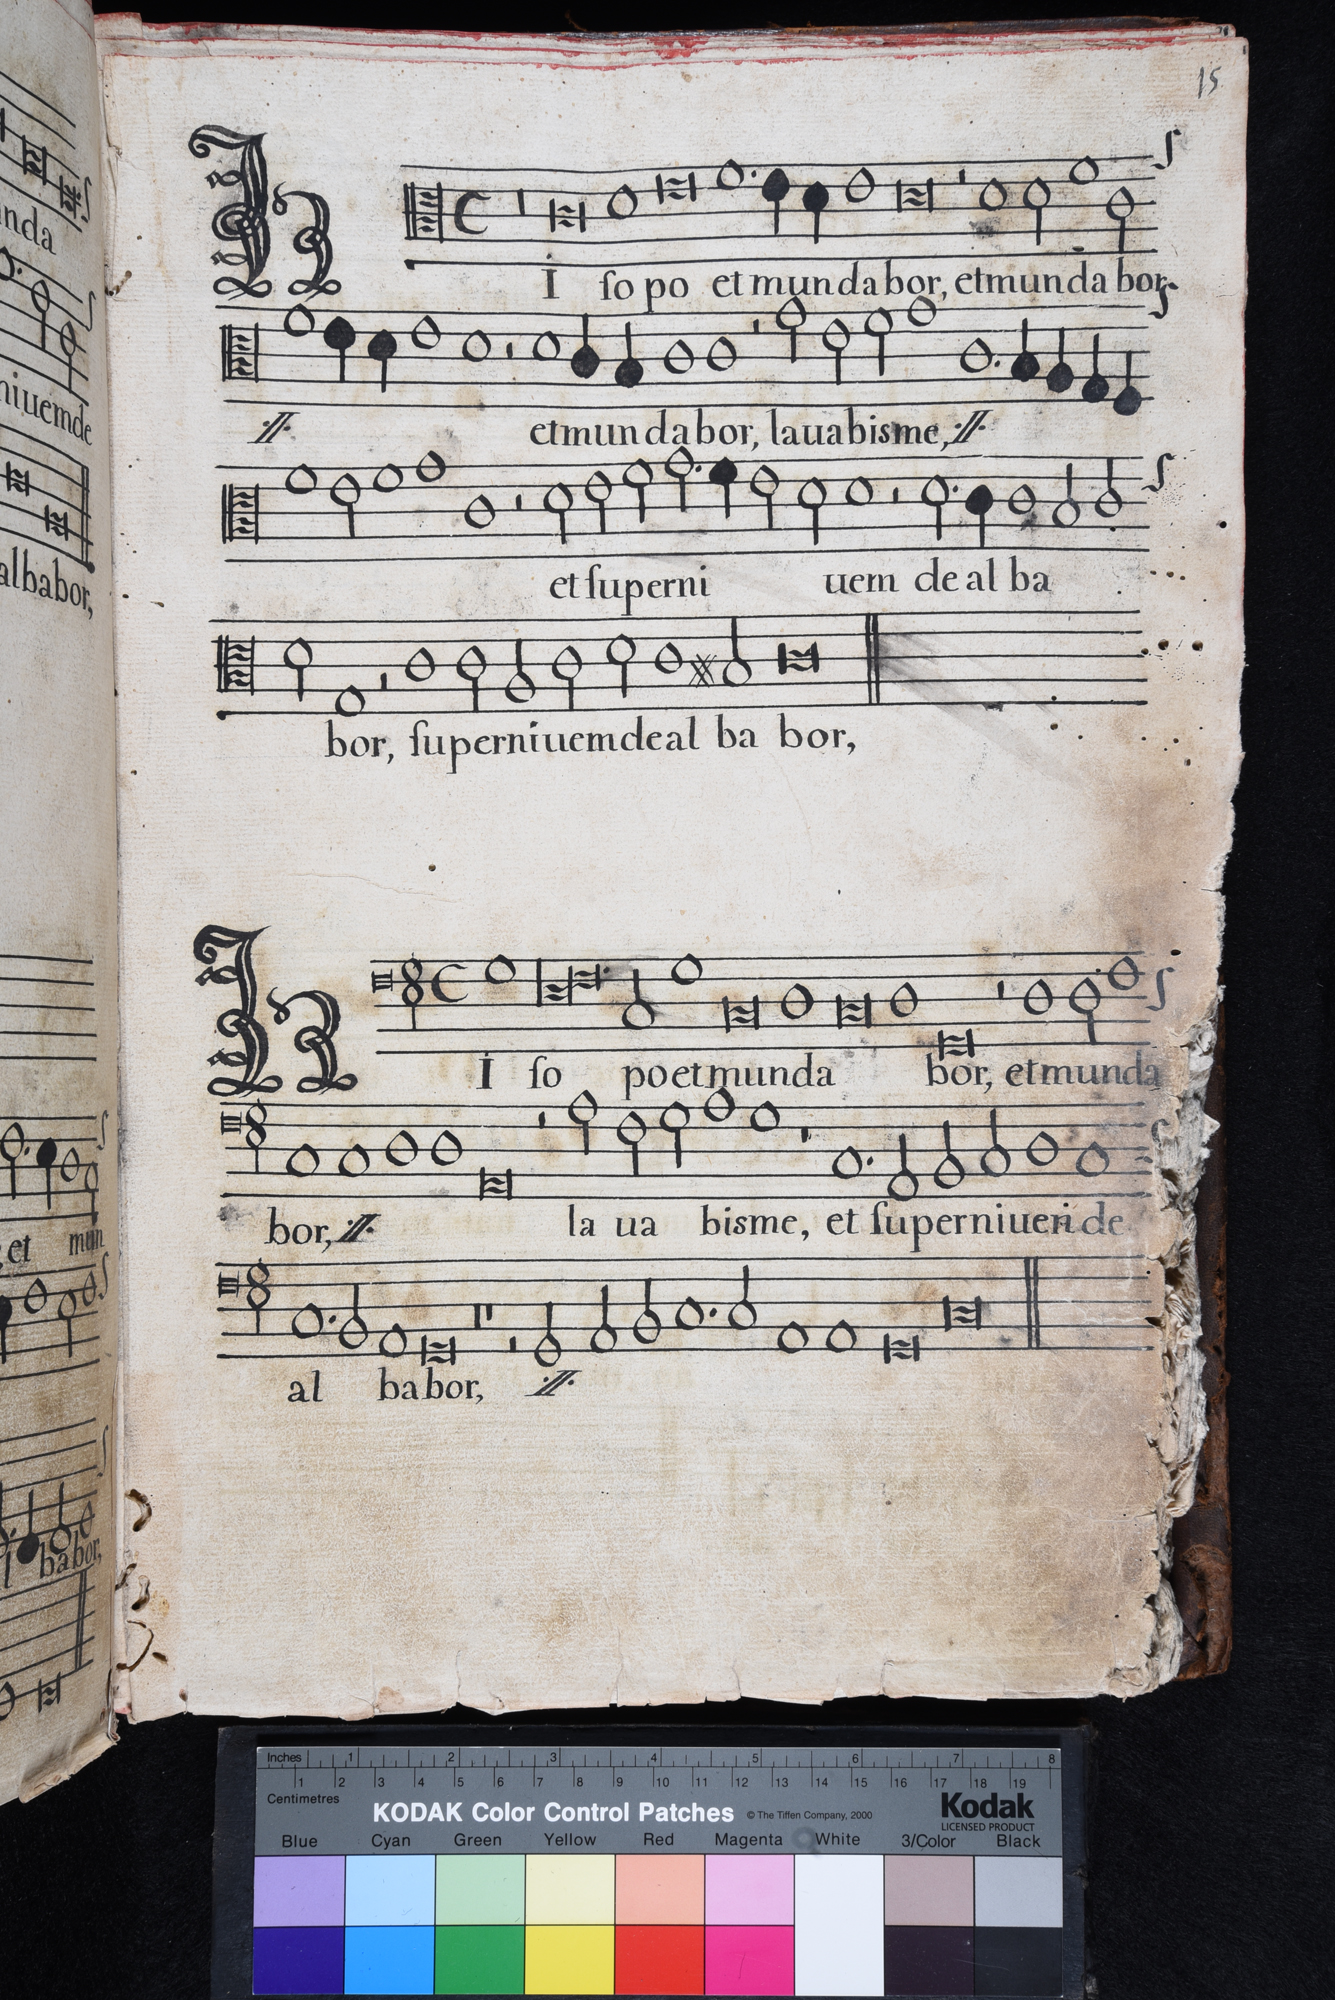 15
I ſo po et mundabor, et munda bor,
et mundabor, lauabisme,
et ſuperni uem de al ba
bor, ſuperniuemdeal ba bor,
I ſo po et munda bor, et munda
bor, la ua bisme, et ſuperniuem de
al babor,
unda
niuemde
albabor,
et mun
l babor,
Inches 1 2 3 4 5 6 7 8
Centimetres 1 2 3 4 5 6 7 8 9 10 11 12 13 14 15 16 17 18 19
KODAK Color Control Patches © The Tiffen Company, 2000 Kodak
LICENSED PRODUCT
Blue Cyan Green Yellow Red Magenta White 3/Color Black